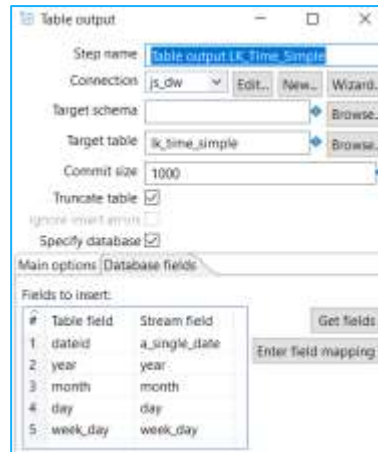 Table output
Step name Table output LK_Time_Simple
Connection js_dw Edit... New... Wizard...
Target schema Browse...
Target table lk_time_simple Browse...
Commit size 1000
Truncate table
Ignore insert errors
Specify database
Main options Database fields
Fields to insert:
# Table field Stream field Get fields
1 dateid a_single_date
Enter field mapping
2 year year
3 month month
4 day day
5 week_day week_day